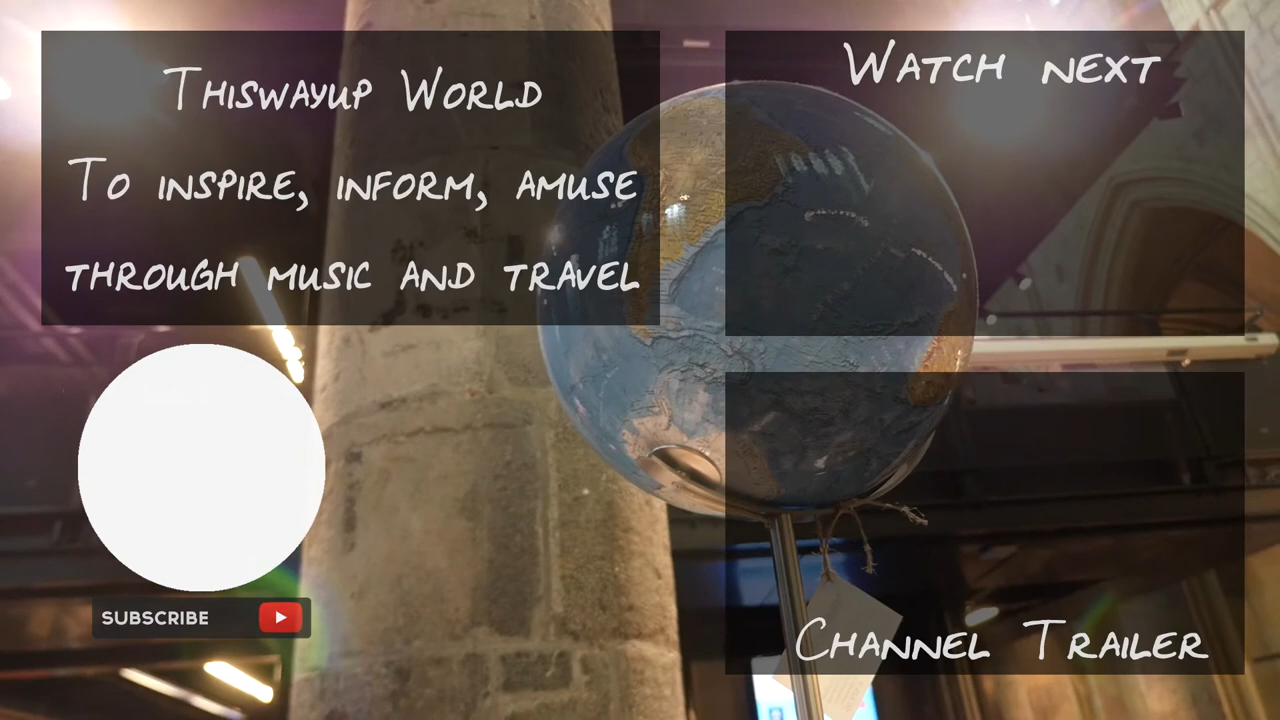 Thiswayup World
To inspire, inform, amuse
through music and travel
Watch next
SUBSCRIBE
Channel Trailer